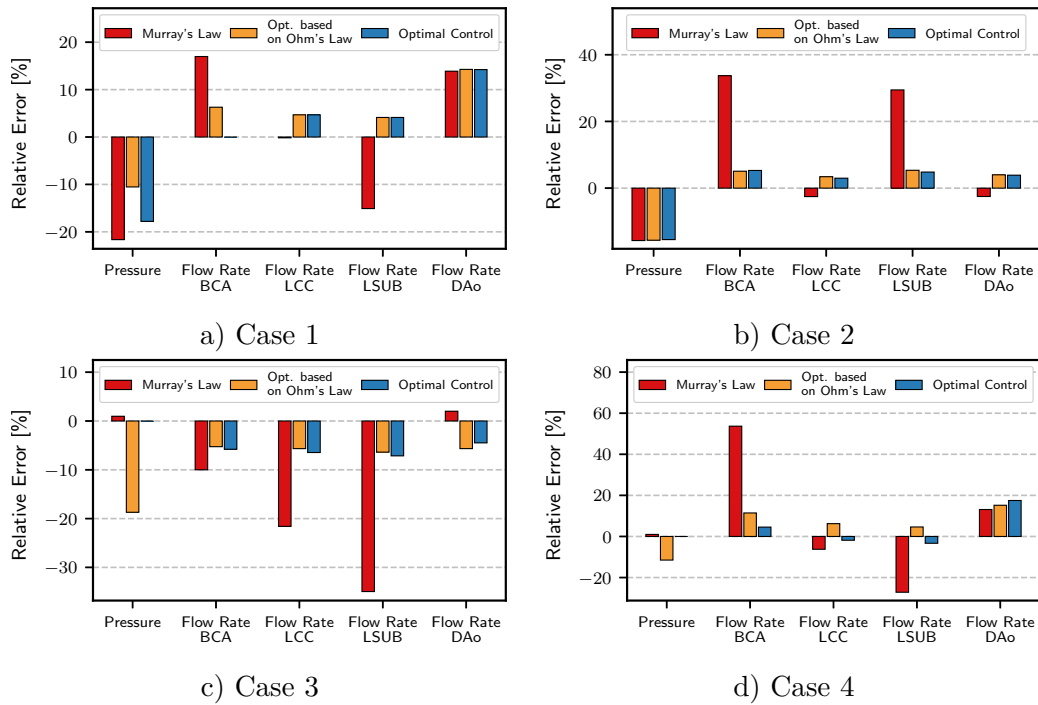 Murray's Law
Opt. based
on Ohm's Law
Optimal Control
Relative Error [%]
20
10
0
−10
−20
Pressure
Flow Rate
BCA
Flow Rate
LCC
Flow Rate
LSUB
Flow Rate
DAo
a) Case 1
Murray's Law
Opt. based
on Ohm's Law
Optimal Control
Relative Error [%]
40
20
0
Pressure
Flow Rate
BCA
Flow Rate
LCC
Flow Rate
LSUB
Flow Rate
DAo
b) Case 2
Murray's Law
Opt. based
on Ohm's Law
Optimal Control
Relative Error [%]
10
0
−10
−20
−30
Pressure
Flow Rate
BCA
Flow Rate
LCC
Flow Rate
LSUB
Flow Rate
DAo
c) Case 3
Murray's Law
Opt. based
on Ohm's Law
Optimal Control
Relative Error [%]
80
60
40
20
0
−20
Pressure
Flow Rate
BCA
Flow Rate
LCC
Flow Rate
LSUB
Flow Rate
DAo
d) Case 4